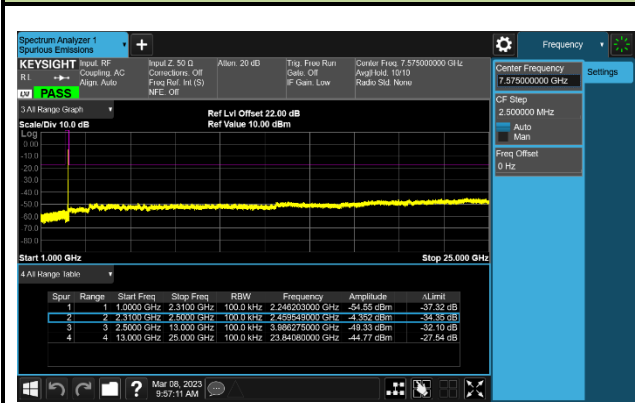 Spectrum Analyzer 1
Spurious Emissions
Frequency
KEYSIGHT Input: RF Input Z: 50 Ω Atten: 20 dB Trig: Free Run Center Freq: 7.575000000 GHz
RL Coupling: AC Corrections: Off Gate: Off Avg|Hold: 10/10
Align: Auto Freq Ref: Int (S) IF Gain: Low Radio Std: None
NFE: Off
LW PASS
Center Frequency
7.575000000 GHz
Settings
CF Step
2.500000 MHz
Auto
Man
Freq Offset
0 Hz
3 All Range Graph
Ref Lvl Offset 22.00 dB
Scale/Div 10.0 dB Ref Value 10.00 dBm
Log
0.00
-10.0
-20.0
-30.0
-40.0
-50.0
-60.0
-70.0
-80.0
Start 1.000 GHz Stop 25.000 GHz
4 All Range Table
Spur Range Start Freq Stop Freq RBW Frequency Amplitude ΔLimit
1 1 1.0000 GHz 2.3100 GHz 100.0 kHz 2.246203000 GHz -54.55 dBm -37.32 dB
2 2 2.3100 GHz 2.5000 GHz 100.0 kHz 2.459549000 GHz -4.352 dBm -34.35 dB
3 3 2.5000 GHz 13.000 GHz 100.0 kHz 3.986275000 GHz -49.33 dBm -32.10 dB
4 4 13.000 GHz 25.000 GHz 100.0 kHz 23.84080000 GHz -44.77 dBm -27.54 dB
Mar 08, 2023
9:57:11 AM